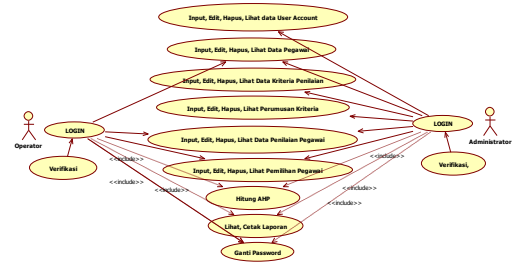 Input, Edit, Hapus, Lihat data User Account
Input, Edit, Hapus, Lihat Data Pegawai
Input, Edit, Hapus, Lihat Data Kriteria Penilaian
Input, Edit, Hapus, Lihat Perumusan Kriteria
LOGIN
LOGIN
Operator
Administrator
Input, Edit, Hapus, Lihat Data Penilaian Pegawai
<<include>>
<<include>>
Verifikasi
Verifikasi,
Input, Edit, Hapus, Lihat Pemilihan Pegawai
<<include>>
<<include>>
Hitung AHP
<<include>>
Lihat, Cetak Laporan
Ganti Password